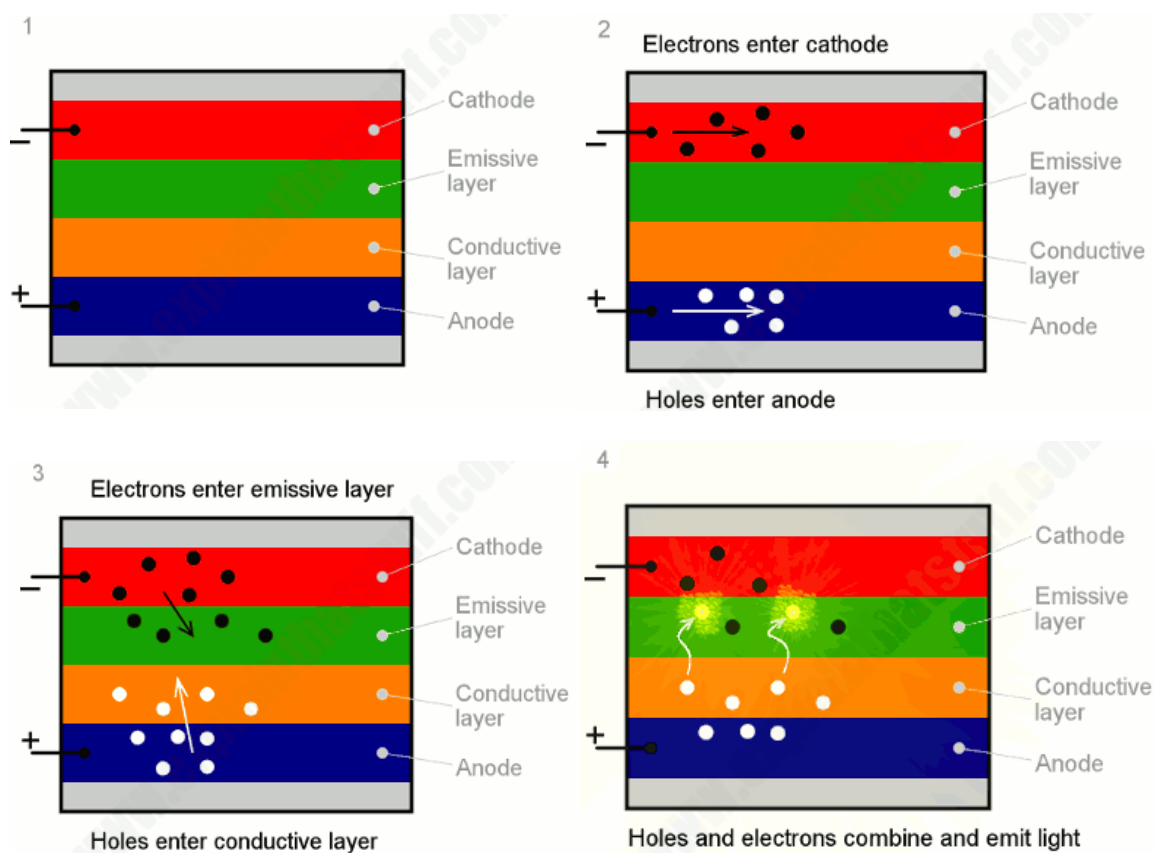 1
Cathode
Emissive
layer
Conductive
layer
Anode
−
+
2
Electrons enter cathode
Cathode
Emissive
layer
Conductive
layer
Anode
−
+
Holes enter anode
3
Electrons enter emissive layer
Cathode
Emissive
layer
Conductive
layer
Anode
−
+
Holes enter conductive layer
4
Cathode
Emissive
layer
Conductive
layer
Anode
−
+
Holes and electrons combine and emit light